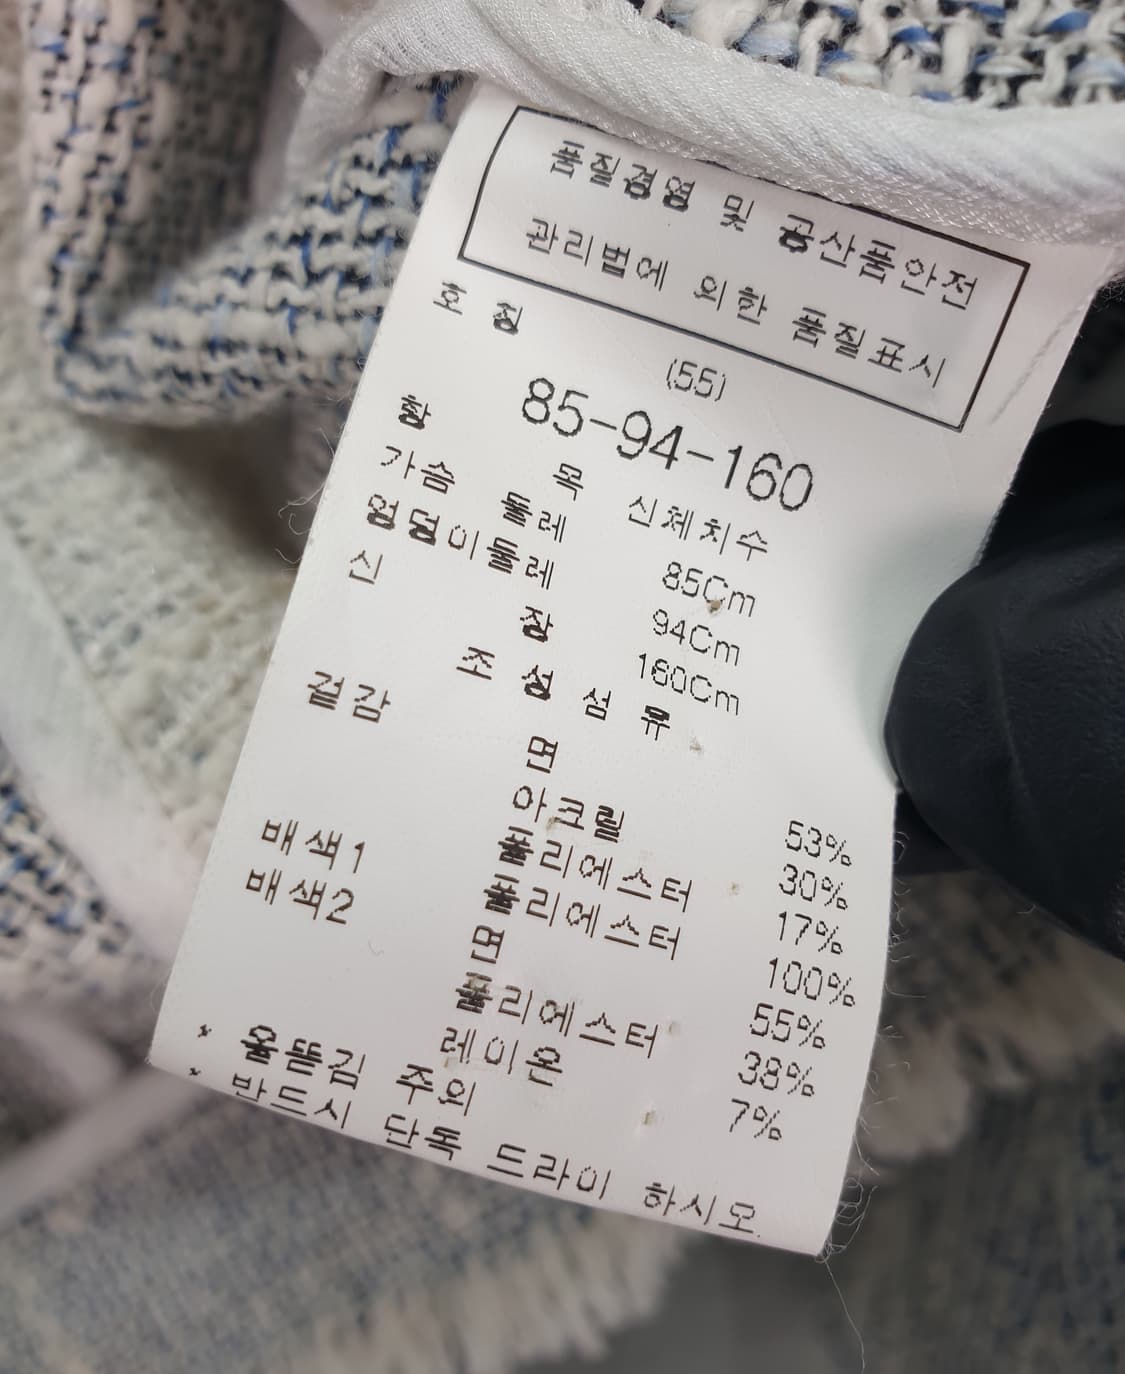 품질경영 및 공산품안전
관리법에 의한 품질표시
호 칭
(55)
85-94-160
항 목 신체치수
가슴 둘레 85Cm
엉덩이둘레 94Cm
신 장 160Cm
조 성 섬 유
겉감 면 53%
아크릴 30%
폴리에스터 17%
배색1 폴리에스터 100%
배색2 면 55%
폴리에스터 38%
레이온 7%
* 올뜯김 주의
* 반드시 단독 드라이 하시오.